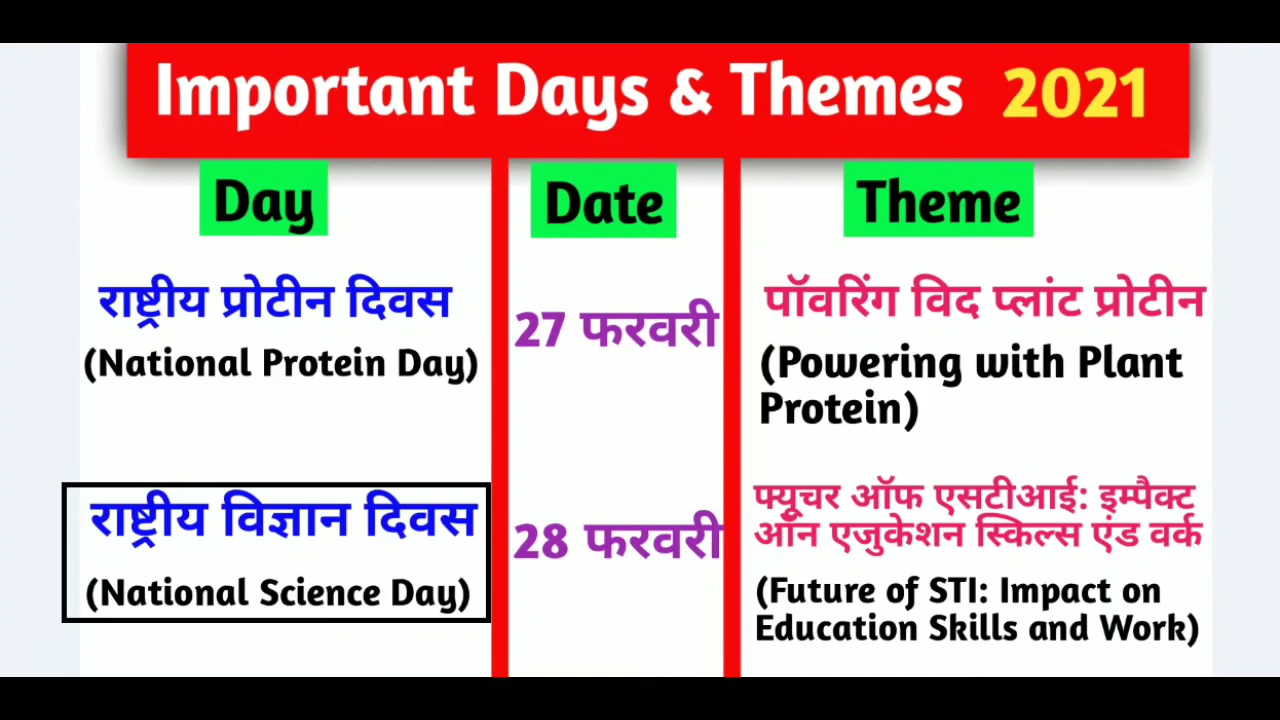 Important Days & Themes 2021
Day
Date
Theme
राष्ट्रीय प्रोटीन दिवस
(National Protein Day)
27 फरवरी
पॉवरिंग विद प्लांट प्रोटीन
(Powering with Plant
Protein)
राष्ट्रीय विज्ञान दिवस
(National Science Day)
28 फरवरी
फ्यूचर ऑफ एसटीआई: इम्पैक्ट
ऑन एजुकेशन स्किल्स एंड वर्क
(Future of STI: Impact on
Education Skills and Work)